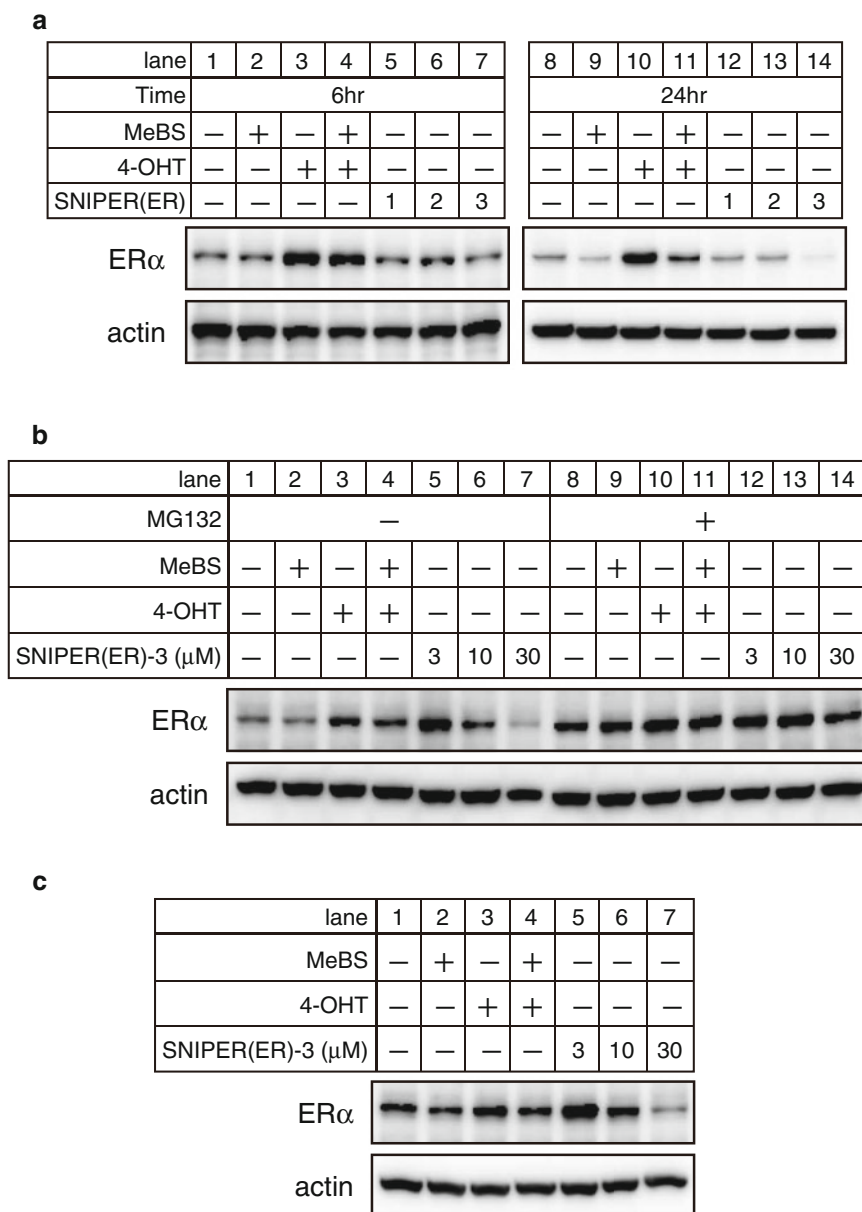 a
lane 1 2 3 4 5 6 7 8 9 10 11 12 13 14
Time 6hr 24hr
MeBS — + — + — — — — + — + — — —
4-OHT — — + + — — — — — + + — — —
SNIPER(ER) — — — — 1 2 3 — — — — 1 2 3
ERα
actin
b
lane 1 2 3 4 5 6 7 8 9 10 11 12 13 14
MG132 — +
MeBS — + — + — — — — + — + — — —
4-OHT — — + + — — — — — + + — — —
SNIPER(ER)-3 (μM) — — — — 3 10 30 — — — — 3 10 30
ERα
actin
c
lane 1 2 3 4 5 6 7
MeBS — + — + — — —
4-OHT — — + + — — —
SNIPER(ER)-3 (μM) — — — — 3 10 30
ERα
actin